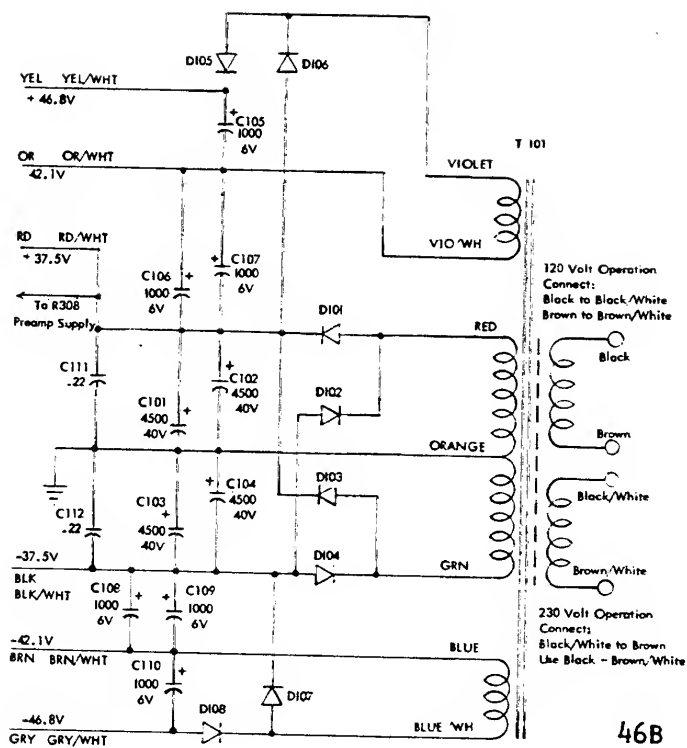 D105
D106
YEL YEL/WHT
+ 46.8V
+
C105
1000
6V
T 101
OR OR/WHT
42.1V
VIOLET
RD RD/WHT
+ 37.5V
VIO/WH
C106
1000
6V
+
C107
1000
6V
+
120 Volt Operation
Connect:
Black to Black/White
Brown to Brown/White
To R308
Preamp Supply
D101
RED
Black
C111
.22
C101
4500
40V
+
C102
4500
40V
+
D102
Brown
ORANGE
Black/White
C103
4500
40V
+
C104
4500
40V
+
D103
C112
.22
D104
GRN
Brown/White
-37.5V
BLK
BLK/WHT
C108
1000
6V
+
C109
1000
6V
+
230 Volt Operation
Connect:
Black/White to Brown
Use Black - Brown/White
-42.1V
BRN BRN/WHT
BLUE
C110
1000
6V
+
D107
-46.8V
GRY GRY/WHT
D108
BLUE/WH
46B